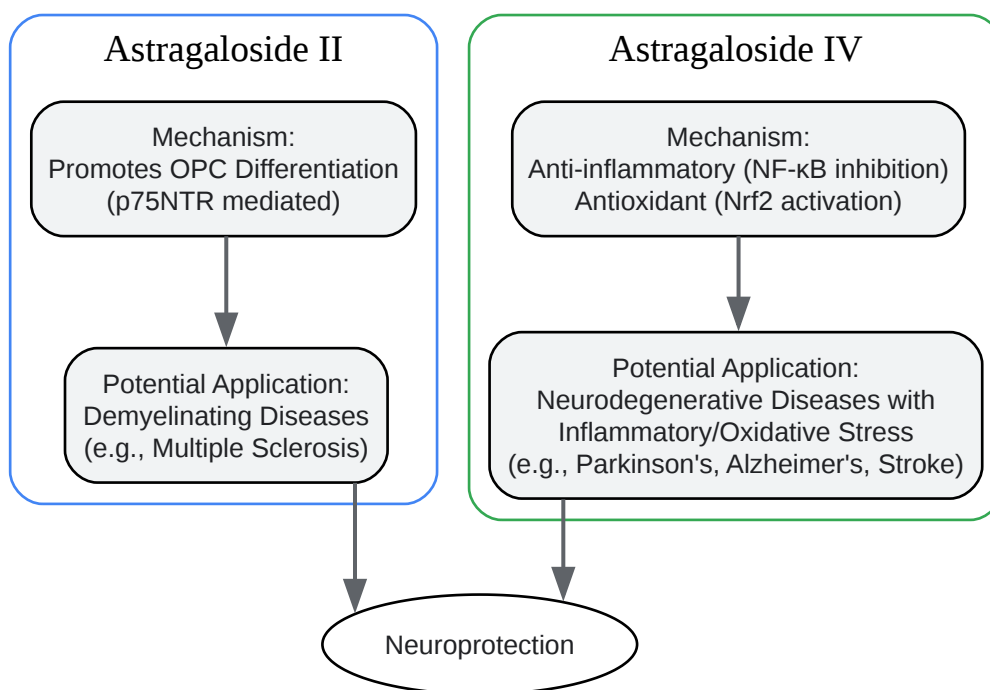 Astragaloside II
Mechanism:
Promotes OPC Differentiation
(p75NTR mediated)
Potential Application:
Demyelinating Diseases
(e.g., Multiple Sclerosis)
Astragaloside IV
Mechanism:
Anti-inflammatory (NF-κB inhibition)
Antioxidant (Nrf2 activation)
Potential Application:
Neurodegenerative Diseases with
Inflammatory/Oxidative Stress
(e.g., Parkinson's, Alzheimer's, Stroke)
Neuroprotection